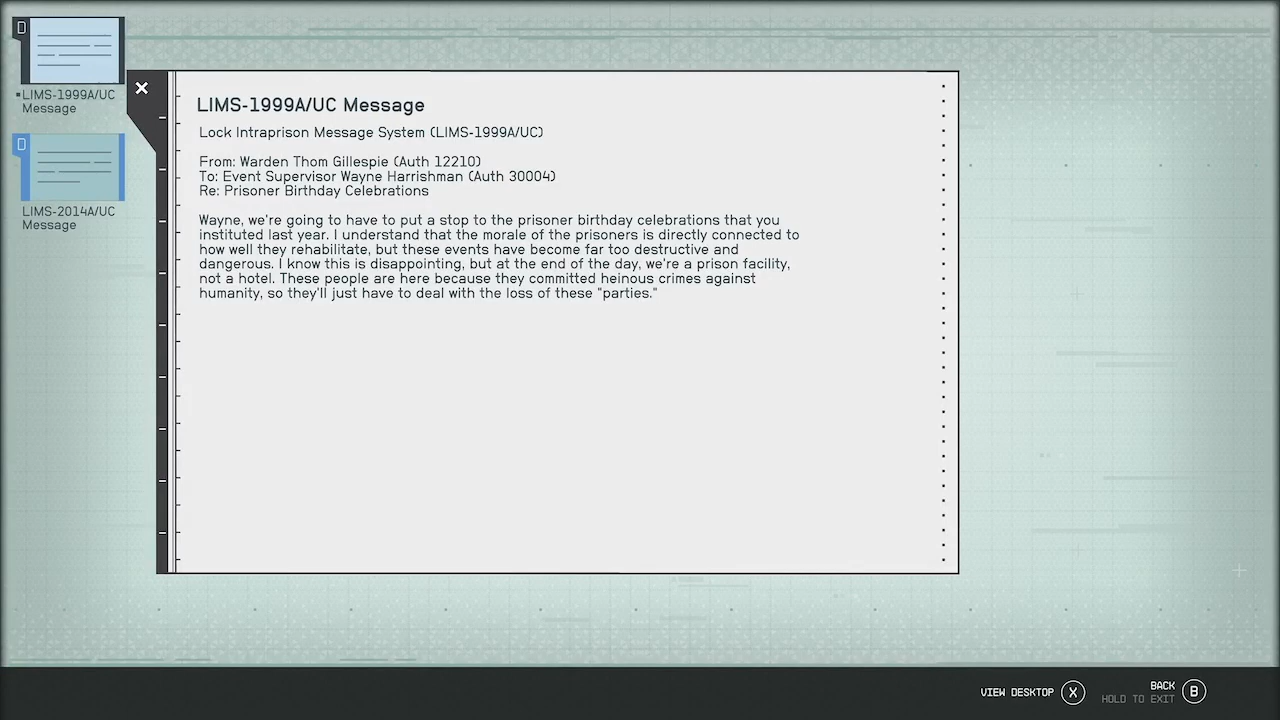 D
LIMS-1999A/UC
Message
D
LIMS-2014A/UC
Message
LIMS-1999A/UC Message
Lock Intraprison Message System (LIMS-1999A/UC)
From: Warden Thom Gillespie (Auth 12210)
To: Event Supervisor Wayne Harrishman (Auth 30004)
Re: Prisoner Birthday Celebrations
Wayne, we're going to have to put a stop to the prisoner birthday celebrations that you
instituted last year. I understand that the morale of the prisoners is directly connected to
how well they rehabilitate, but these events have become far too destructive and
dangerous. I know this is disappointing, but at the end of the day, we're a prison facility,
not a hotel. These people are here because they committed heinous crimes against
humanity, so they'll just have to deal with the loss of these "parties."
VIEW DESKTOP X
BACK B
HOLD TO EXIT